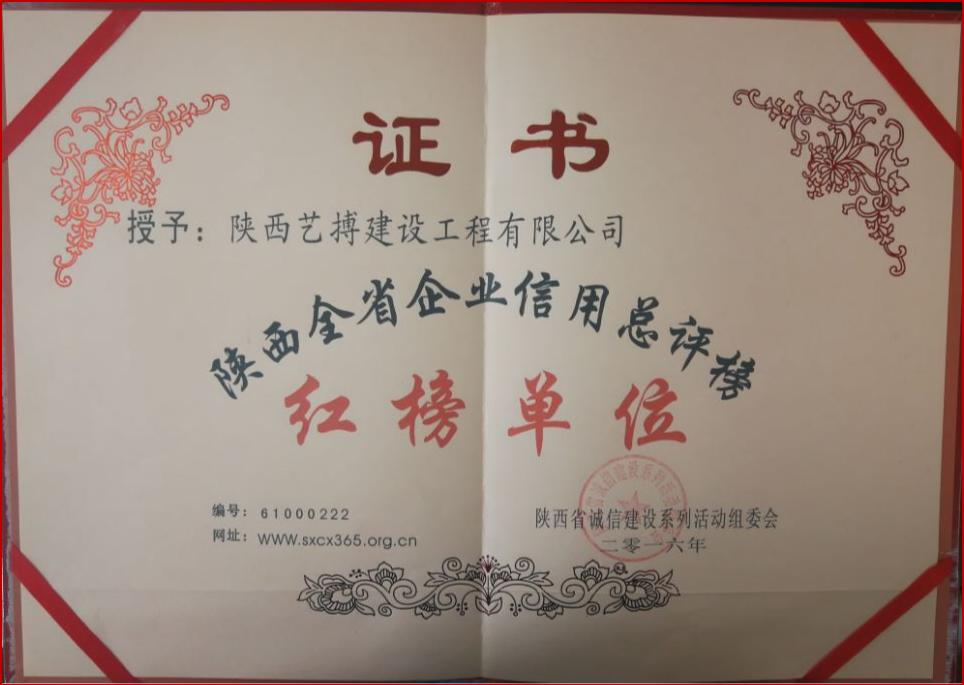 证书
授予：陕西艺搏建设工程有限公司
陕西全省企业信用总评榜
红榜单位
编号：61000222
网址：www.sxcx365.org.cn
陕西省诚信建设系列活动组委会
二零一六年